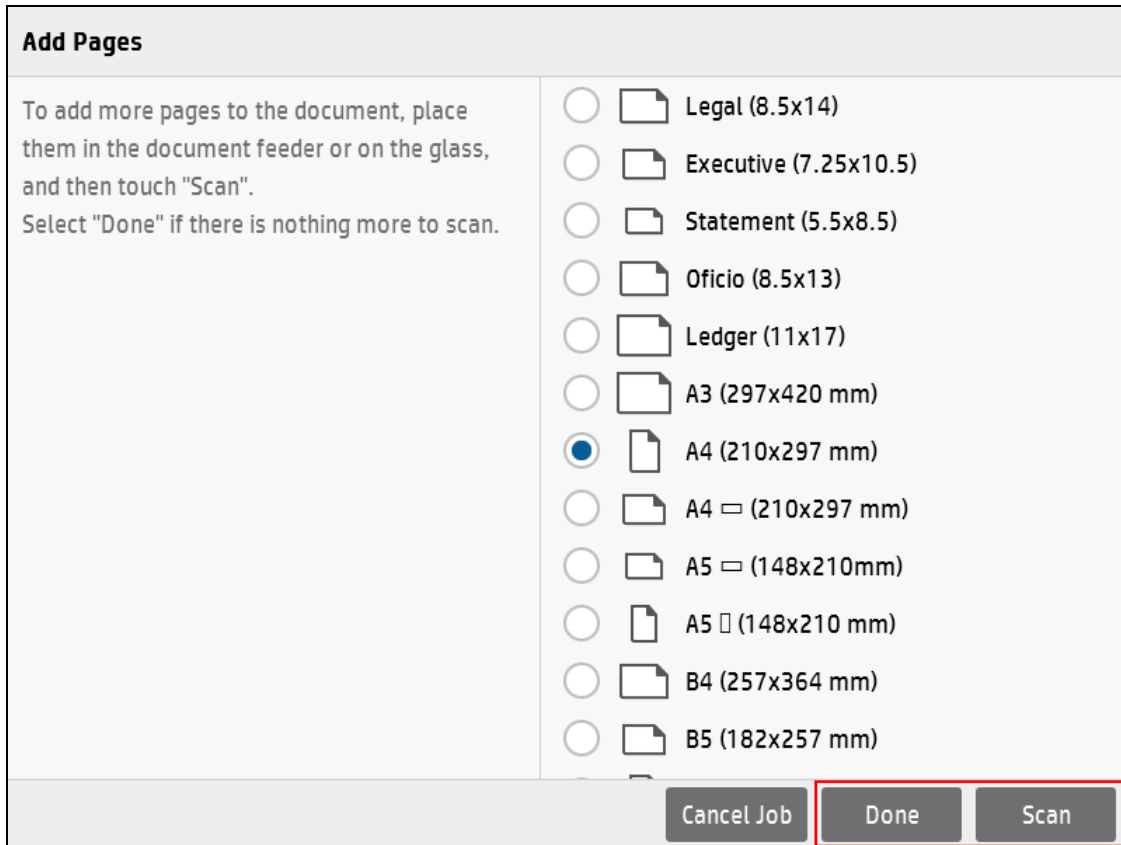 Add Pages
To add more pages to the document, place
them in the document feeder or on the glass,
and then touch "Scan".
Select "Done" if there is nothing more to scan.
Legal (8.5x14)
Executive (7.25x10.5)
Statement (5.5x8.5)
Oficio (8.5x13)
Ledger (11x17)
A3 (297x420 mm)
A4 (210x297 mm)
A4 ▭ (210x297 mm)
A5 ▭ (148x210mm)
A5 ▯ (148x210 mm)
B4 (257x364 mm)
B5 (182x257 mm)
Cancel Job
Done
Scan